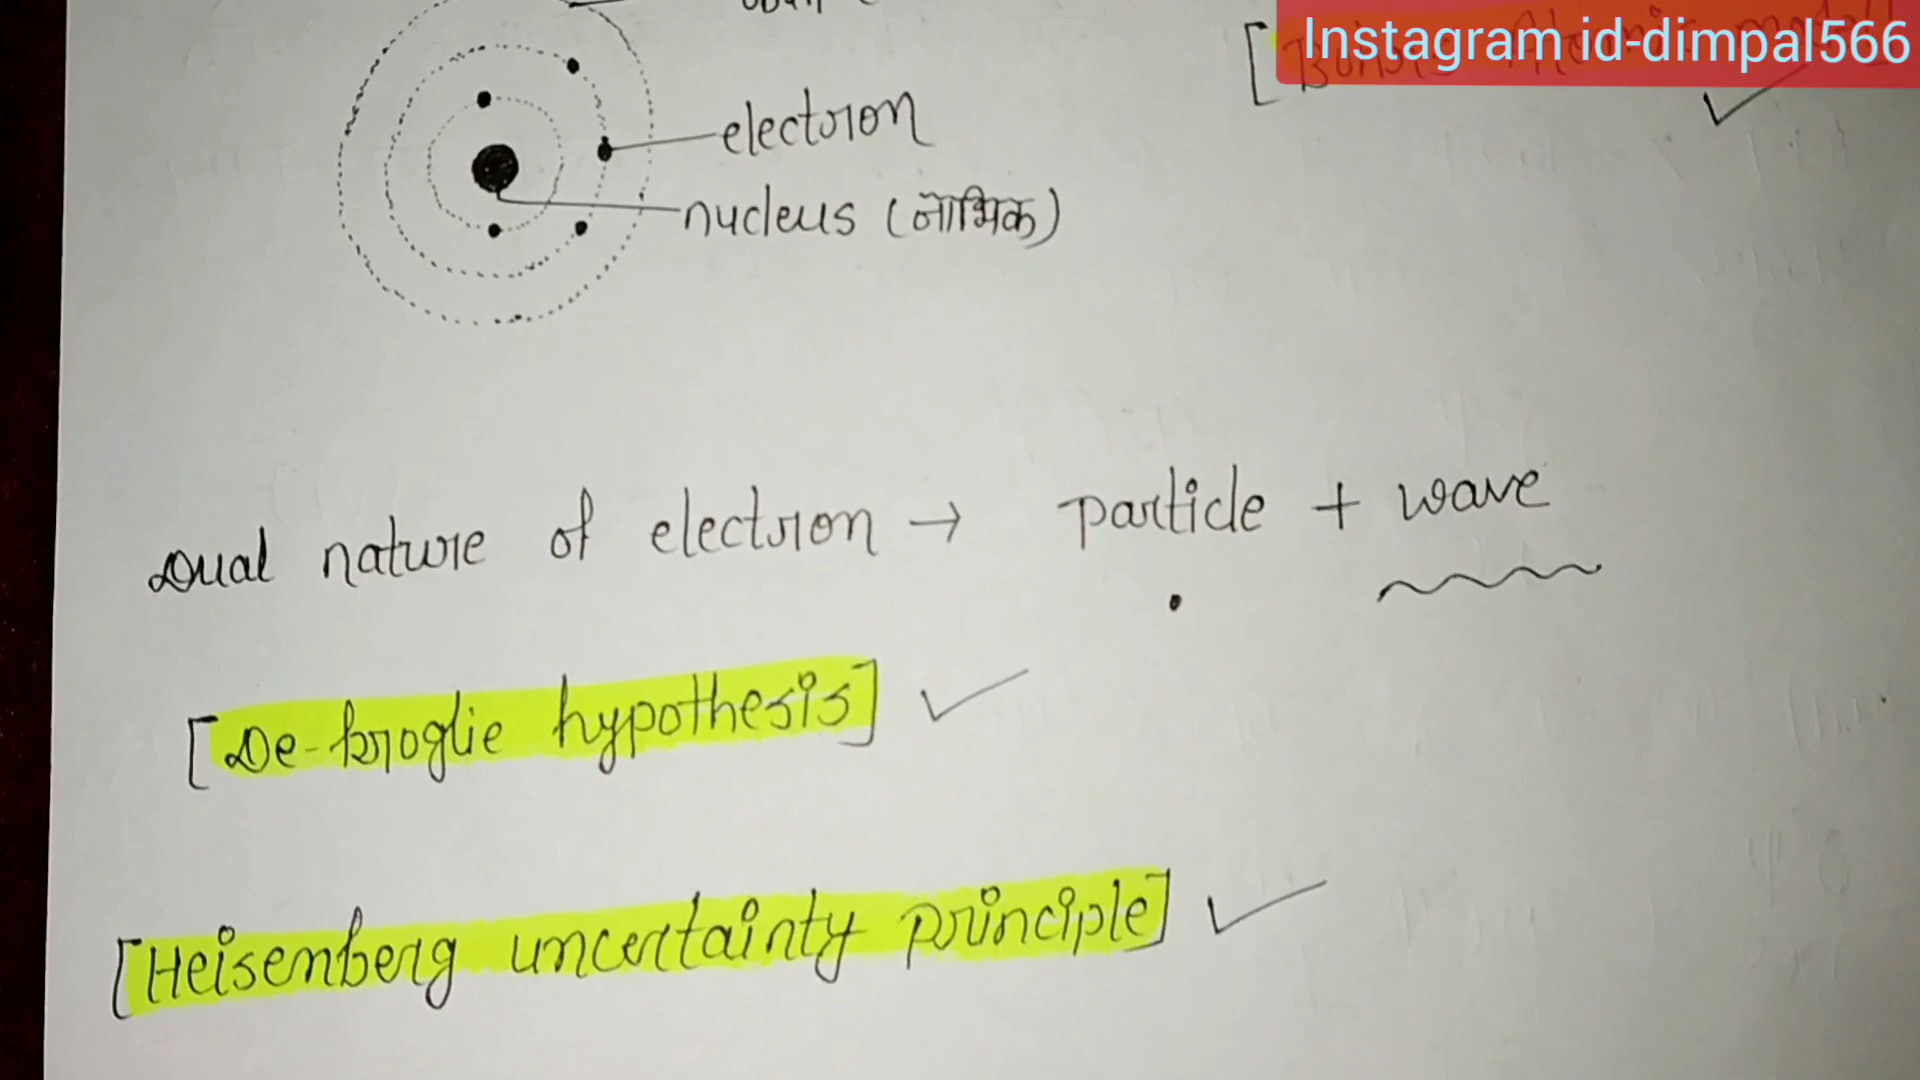 Instagram id-dimpal566
electron
nucleus (नाभिक)
Dual nature of electron → particle + wave
[De-broglie hypothesis] ✓
[Heisenberg uncertainty principle] ✓